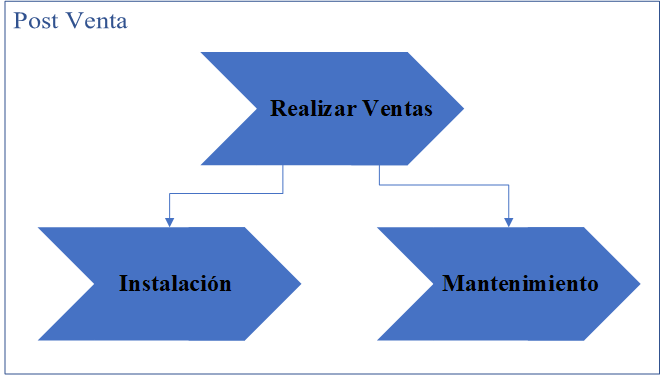 Post Venta
Realizar Ventas
Instalación
Mantenimiento